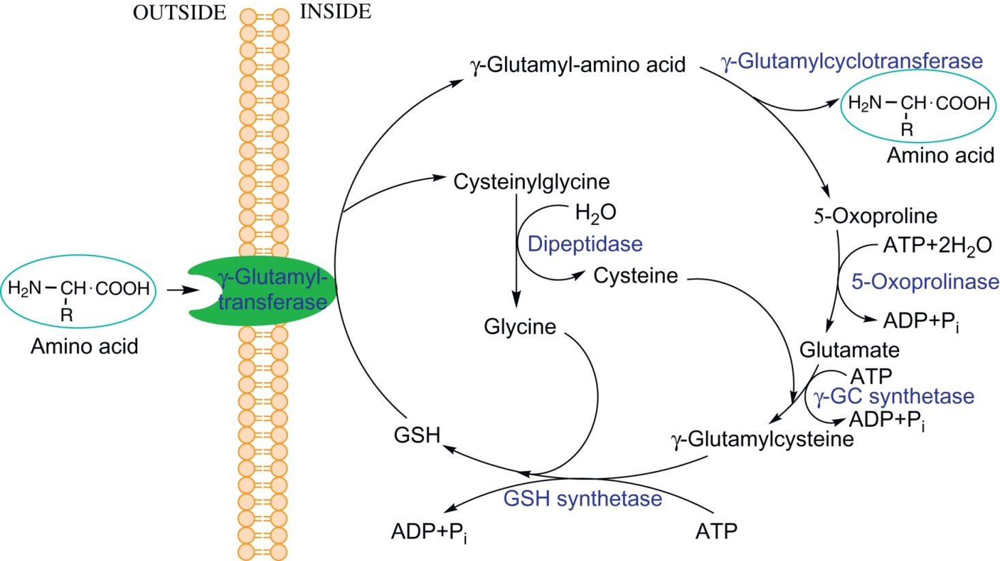 OUTSIDE
INSIDE
γ-Glutamyl-amino acid
γ-Glutamylcyclotransferase
H₂N–CH·COOH
R
Amino acid
Cysteinylglycine
H₂O
Dipeptidase
Cysteine
Glycine
5-Oxoproline
ATP+2H₂O
5-Oxoprolinase
ADP+Pᵢ
H₂N–CH·COOH
R
Amino acid
γ-Glutamyl-
transferase
Glutamate
ATP
γ-GC synthetase
ADP+Pᵢ
GSH
γ-Glutamylcysteine
GSH synthetase
ADP+Pᵢ
ATP